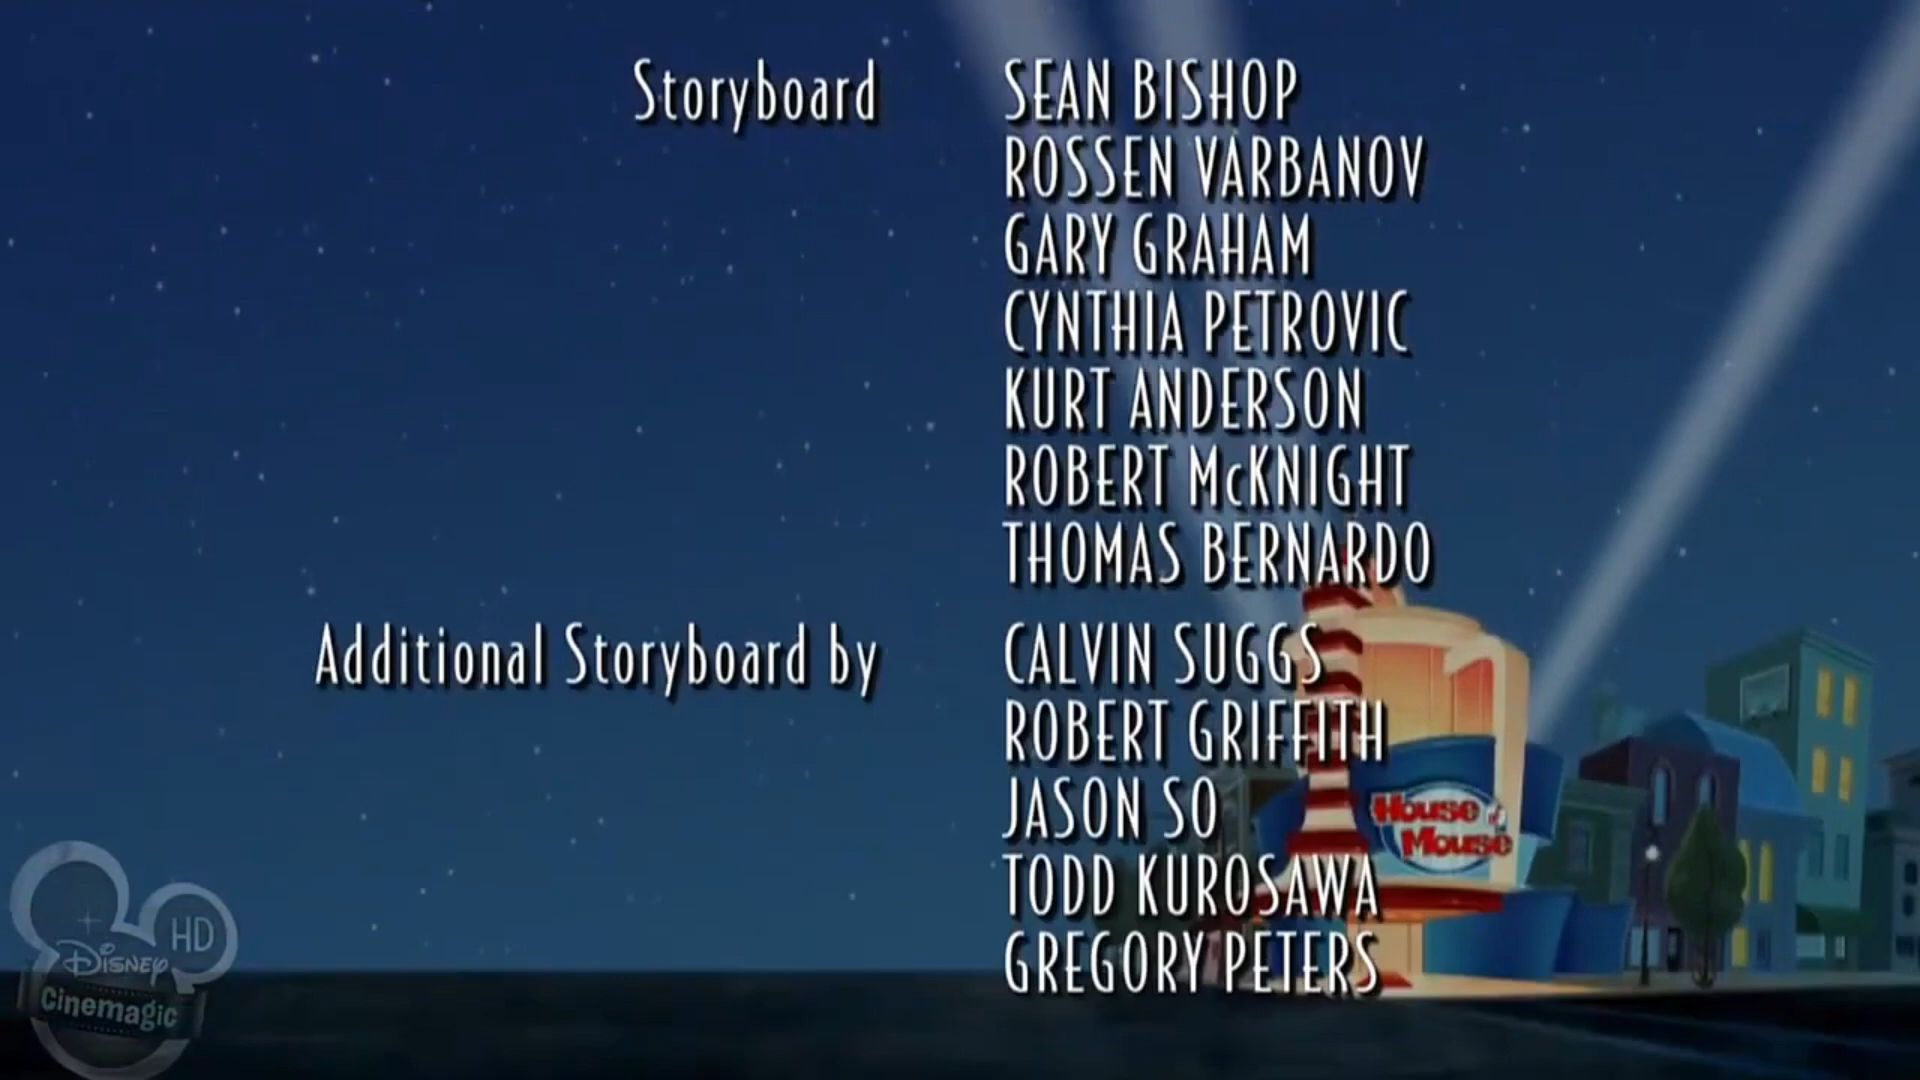 Storyboard SEAN BISHOP
ROSSEN VARBANOV
GARY GRAHAM
CYNTHIA PETROVIC
KURT ANDERSON
ROBERT McKNIGHT
THOMAS BERNARDO
Additional Storyboard by CALVIN SUGGS
ROBERT GRIFFITH
JASON SO
TODD KUROSAWA
GREGORY PETERS
House of
Mouse
HD
Disney
Cinemagic